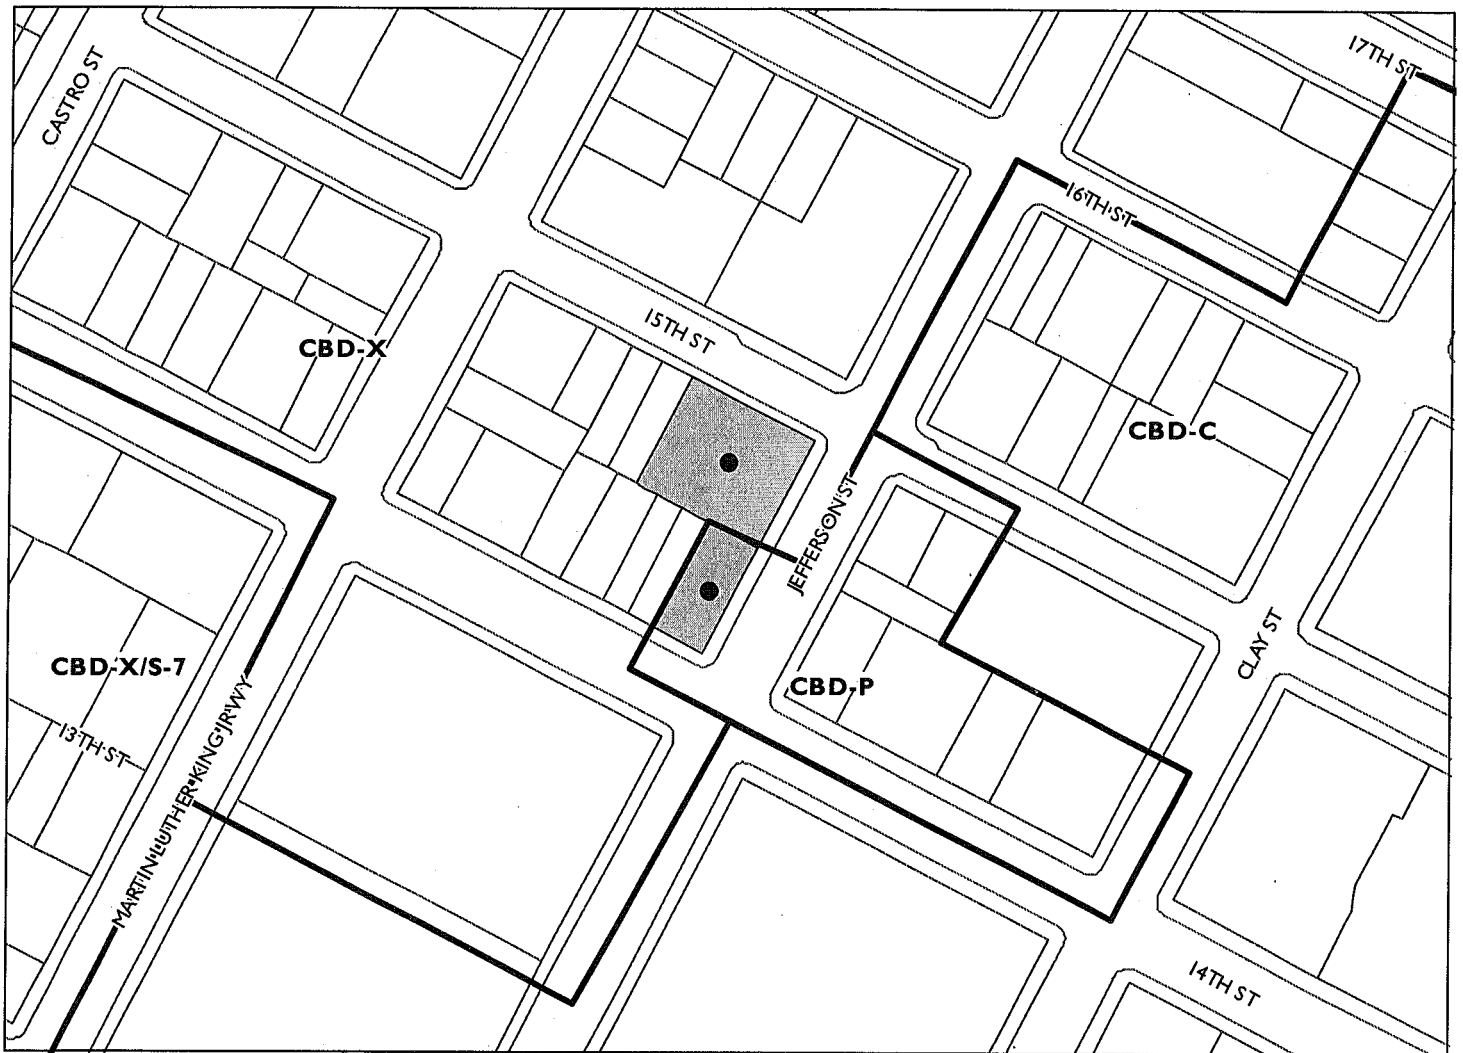 17TH ST
CASTRO ST
16TH ST
15TH ST
CBD-X
CBD-C
JEFFERSON ST
CLAY ST
CBD-X/S-7
CBD-P
13TH ST
MARTIN LUTHER KING JR WY
14TH ST